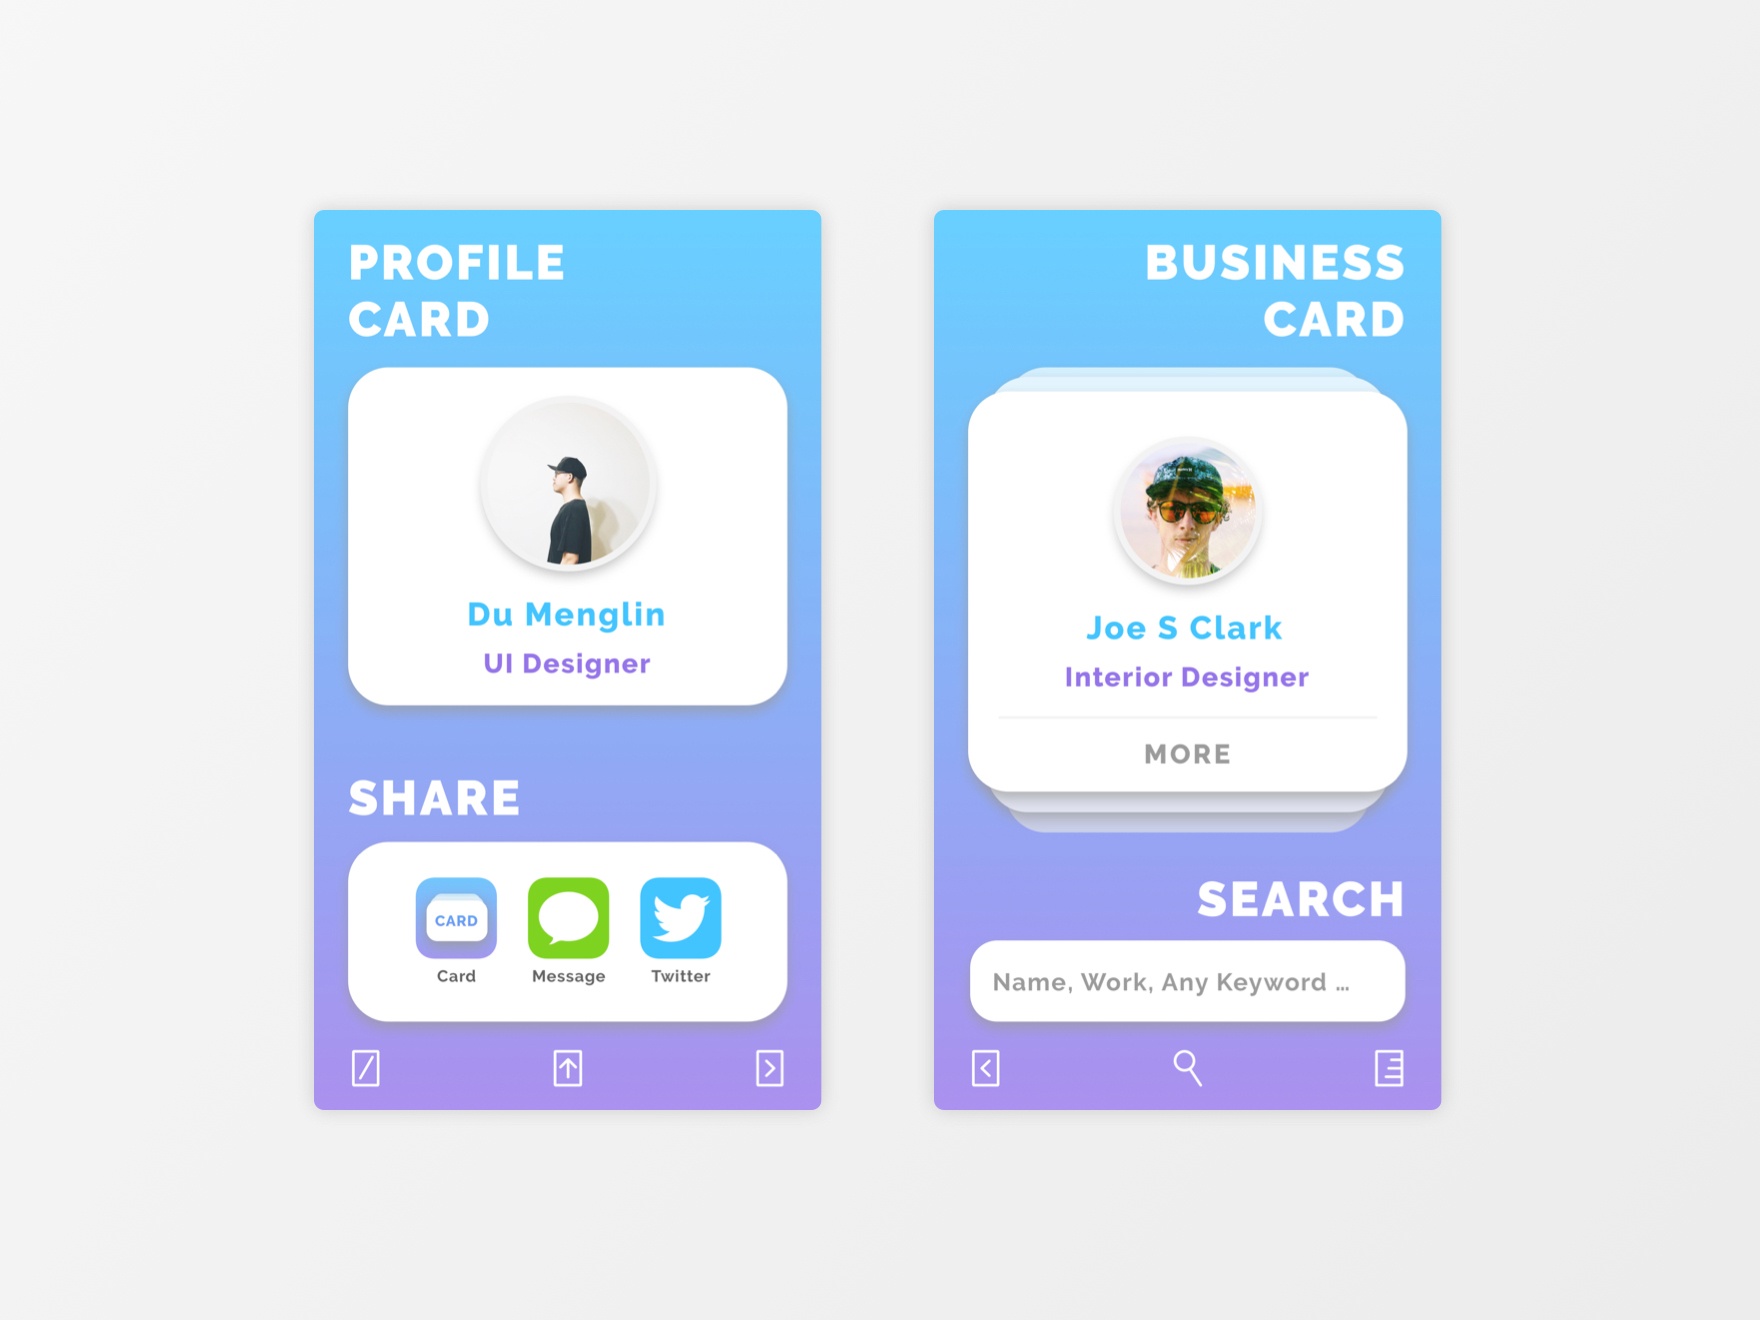 PROFILE
CARD
Du Menglin
UI Designer
SHARE
CARD
Card
Message
Twitter
BUSINESS
CARD
Joe S Clark
Interior Designer
MORE
SEARCH
Name, Work, Any Keyword ...